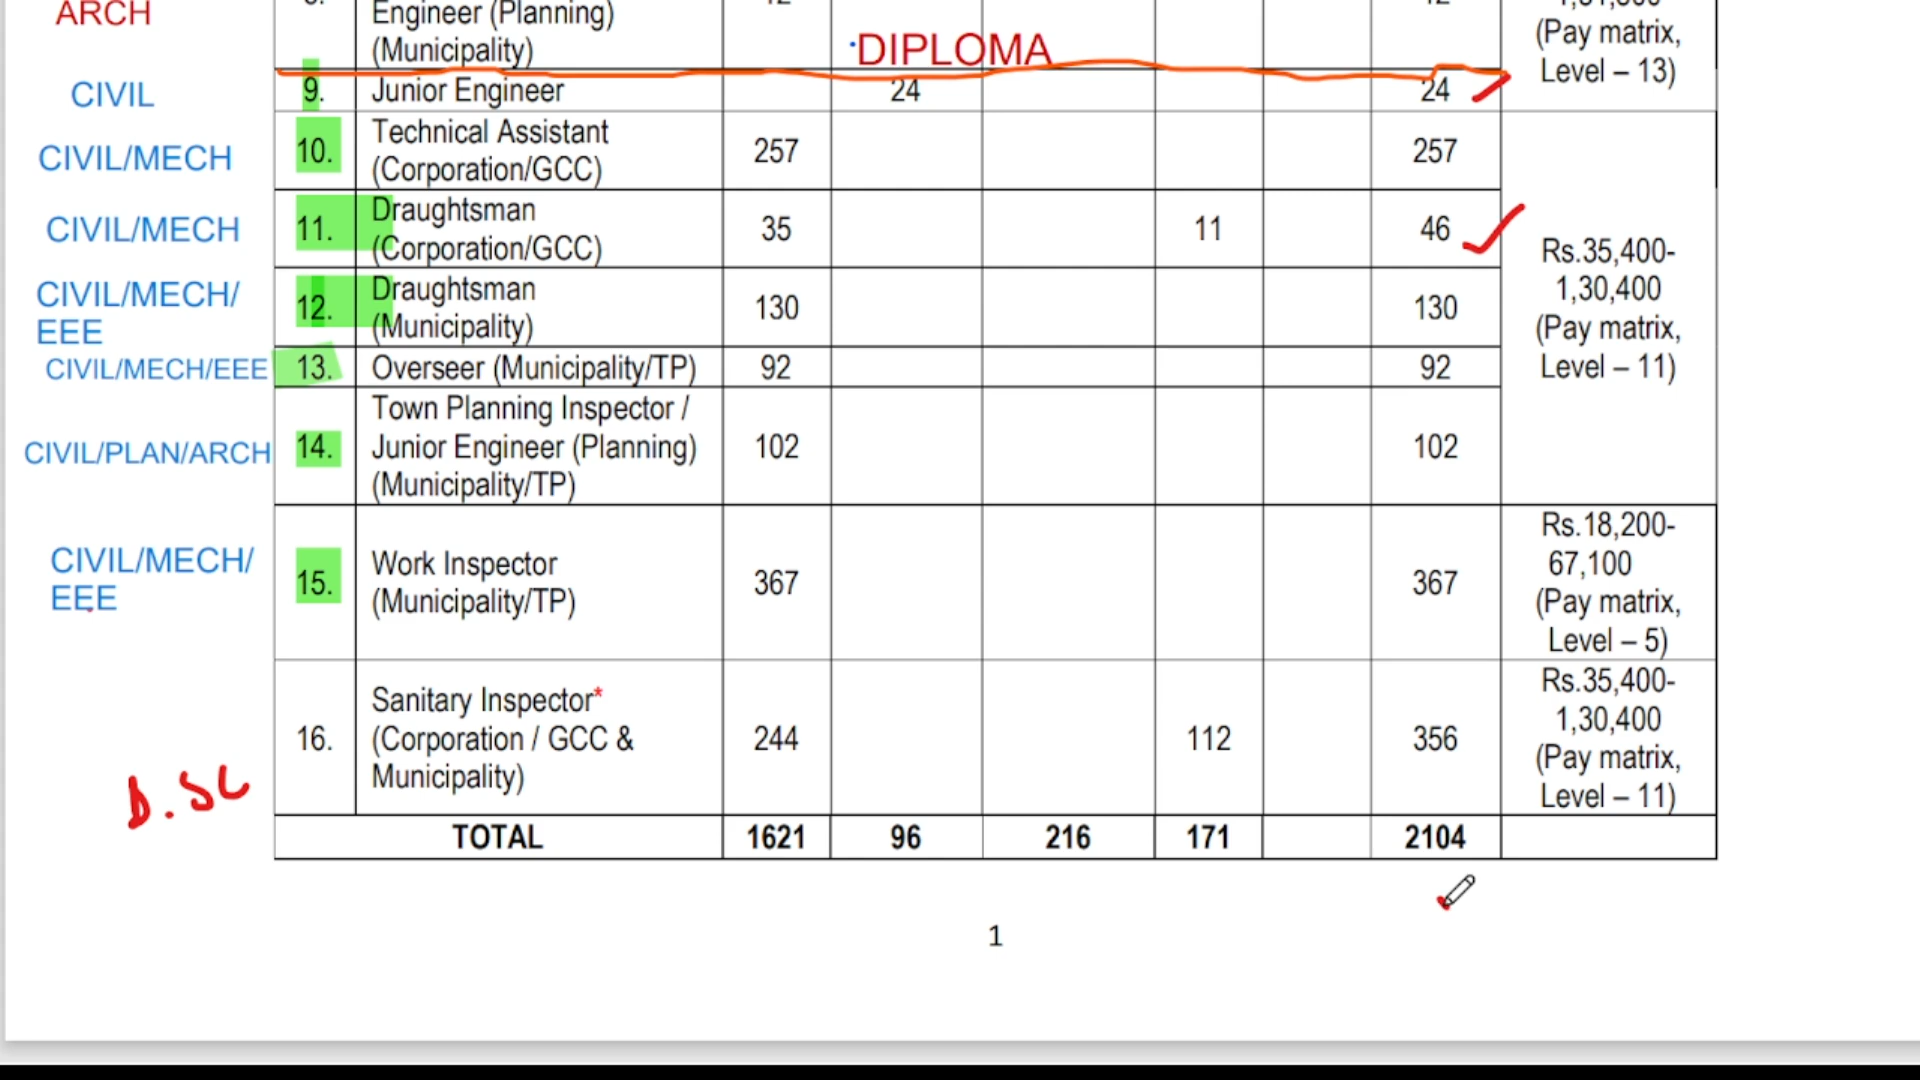 ARCH
Engineer (Planning)
(Municipality)
(Pay matrix,
Level – 13)
DIPLOMA
CIVIL
9.
Junior Engineer
24
24
CIVIL/MECH
10.
Technical Assistant
(Corporation/GCC)
257
257
CIVIL/MECH
11.
Draughtsman
(Corporation/GCC)
35
11
46
Rs.35,400-
1,30,400
(Pay matrix,
Level – 11)
CIVIL/MECH/
EEE
12.
Draughtsman
(Municipality)
130
130
CIVIL/MECH/EEE
13.
Overseer (Municipality/TP)
92
92
CIVIL/PLAN/ARCH
14.
Town Planning Inspector /
Junior Engineer (Planning)
(Municipality/TP)
102
102
CIVIL/MECH/
EEE
15.
Work Inspector
(Municipality/TP)
367
367
Rs.18,200-
67,100
(Pay matrix,
Level – 5)
16.
Sanitary Inspector*
(Corporation / GCC &
Municipality)
244
112
356
Rs.35,400-
1,30,400
(Pay matrix,
Level – 11)
TOTAL
1621
96
216
171
2104
1